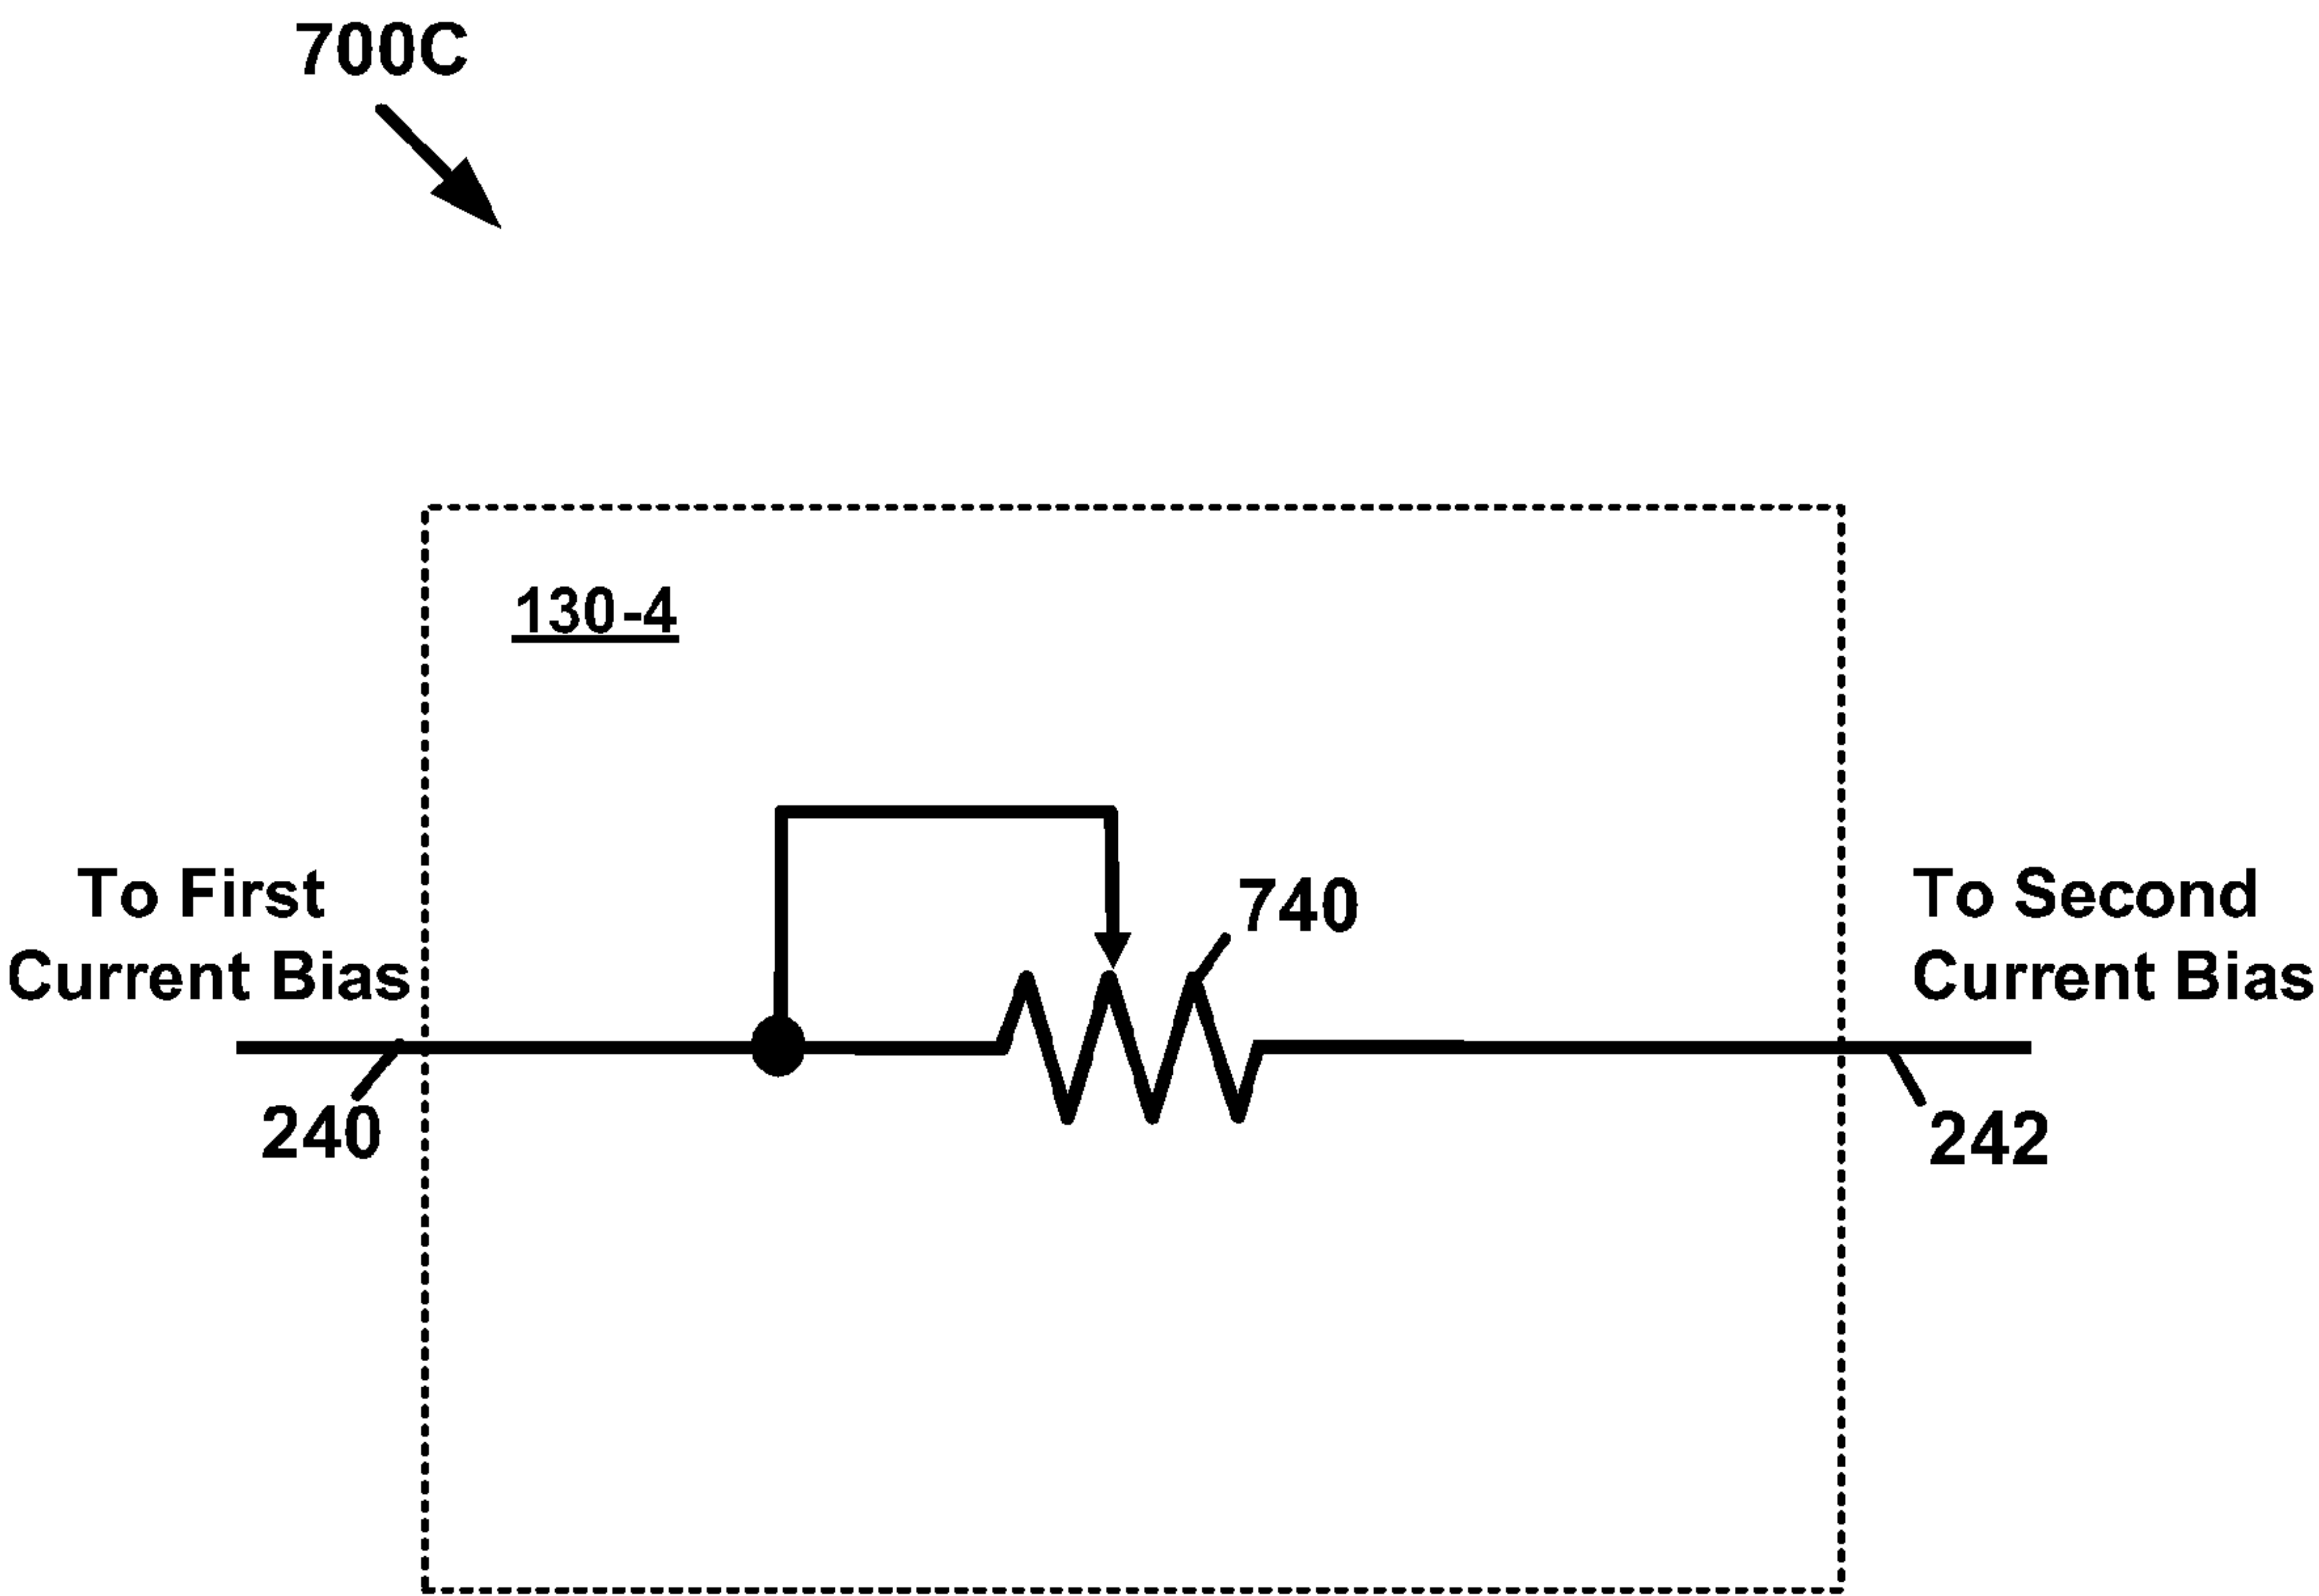 700C
130-4
To First
Current Bias
740
To Second
Current Bias
240
242